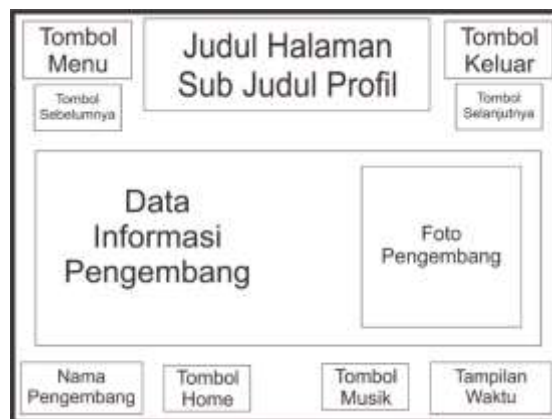 Tombol
Menu
Judul Halaman
Sub Judul Profil
Tombol
Keluar
Tombol
Sebelumnya
Tombol
Selanjutnya
Data
Informasi
Pengembang
Foto
Pengembang
Nama
Pengembang
Tombol
Home
Tombol
Musik
Tampilan
Waktu